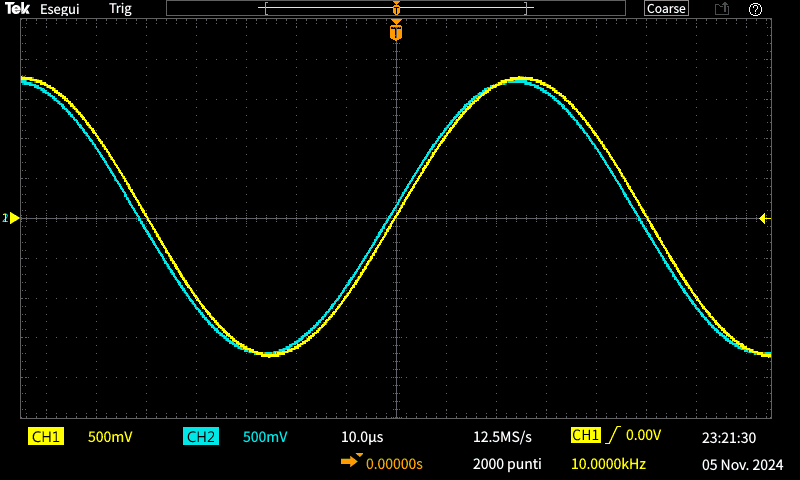 Tek Esegui Trig Coarse ?
T
T
2
CH1 500mV CH2 500mV 10.0µs 12.5MS/s CH1 0.00V 23:21:30
0.00000s 2000 punti 10.0000kHz 05 Nov. 2024